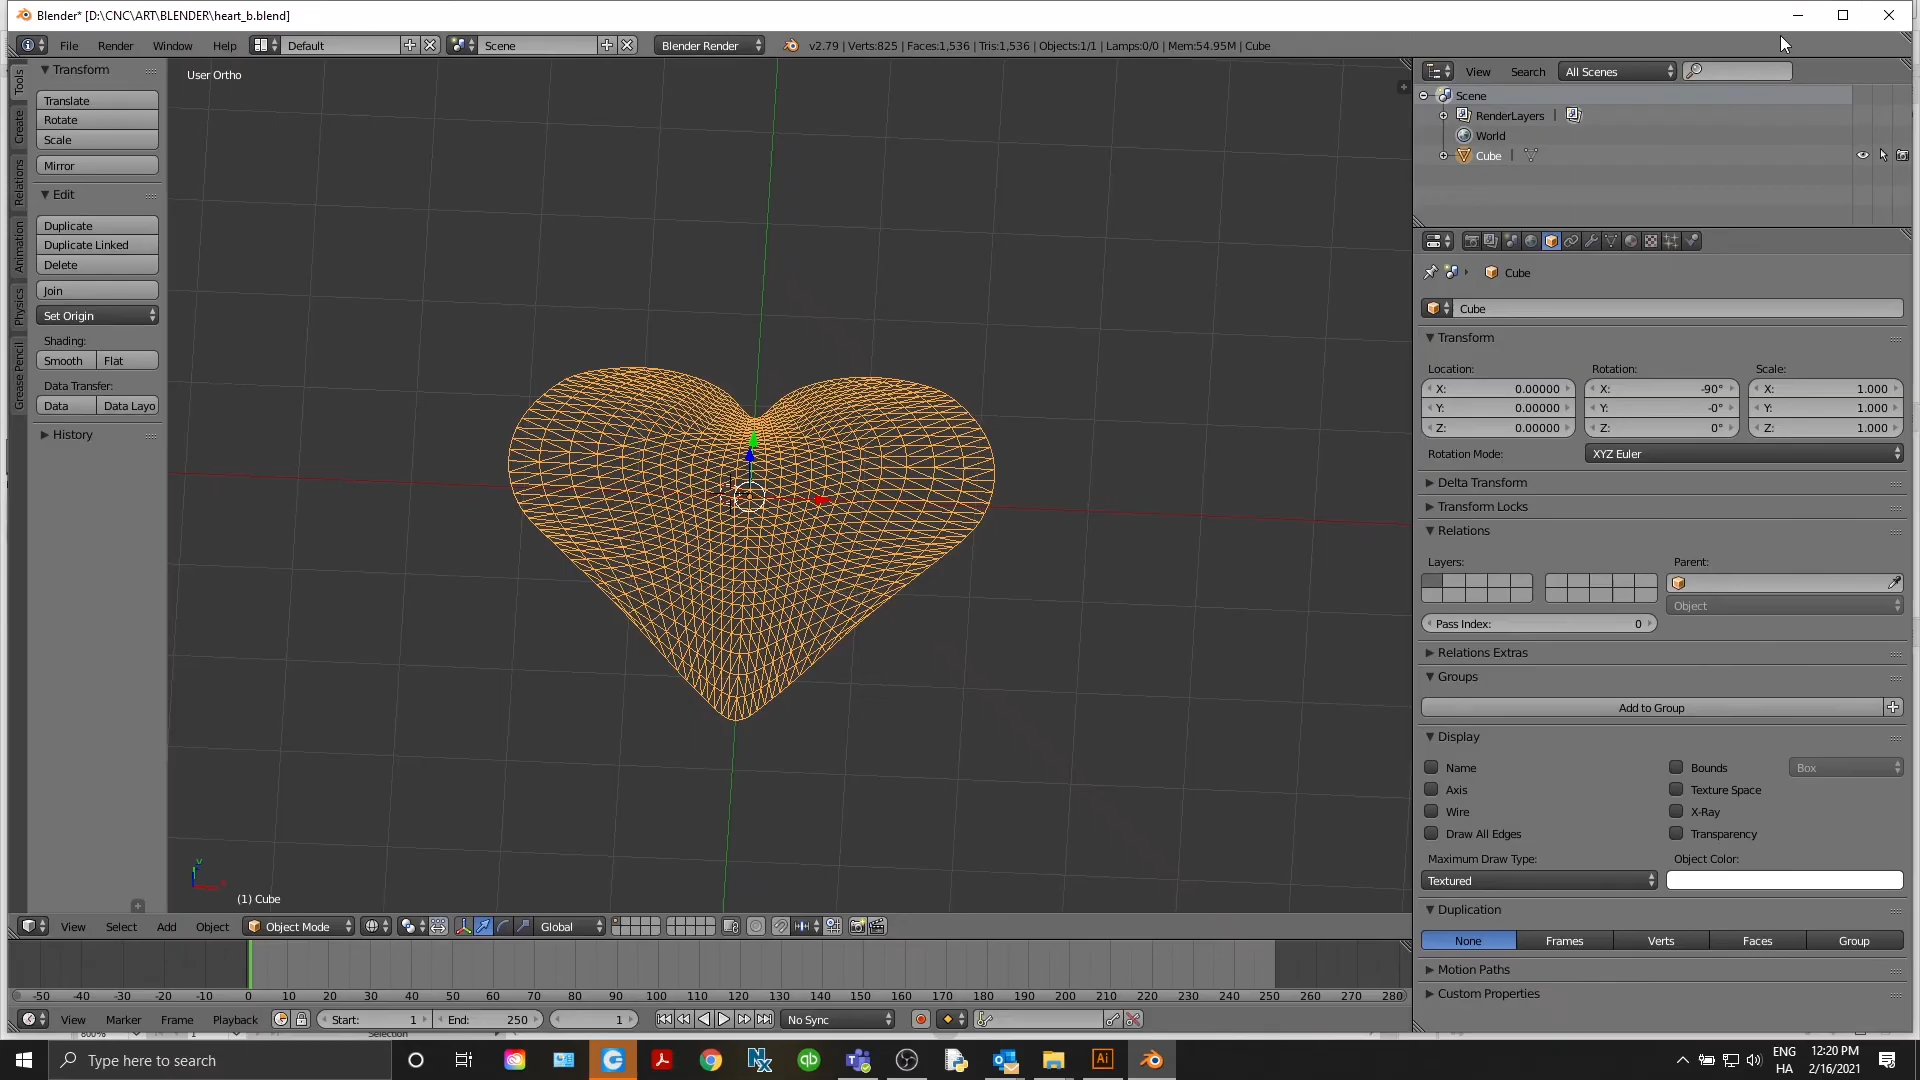 Blender* [D:\CNC\ART\BLENDER\heart_b.blend]
File Render Window Help Default Scene Blender Render v2.79 | Verts:825 | Faces:1,536 | Tris:1,536 | Objects:1/1 | Lamps:0/0 | Mem:54.95M | Cube
Tools
Create
Relations
Animation
Physics
Grease Pencil
Transform
Translate
Rotate
Scale
Mirror
Edit
Duplicate
Duplicate Linked
Delete
Join
Set Origin
Shading:
Smooth Flat
Data Transfer:
Data Data Layo
History
User Ortho
(1) Cube
View Search All Scenes
Scene
RenderLayers |
World
Cube |
Cube
Cube
Transform
Location: Rotation: Scale:
X: 0.00000 X: -90° X: 1.000
Y: 0.00000 Y: -0° Y: 1.000
Z: 0.00000 Z: 0° Z: 1.000
Rotation Mode: XYZ Euler
Delta Transform
Transform Locks
Relations
Layers: Parent:
Object
Pass Index: 0
Relations Extras
Groups
Add to Group
Display
Name Bounds Box
Axis Texture Space
Wire X-Ray
Draw All Edges Transparency
Maximum Draw Type: Object Color:
Textured
Duplication
None Frames Verts Faces Group
Motion Paths
Custom Properties
View Select Add Object Object Mode Global
-50 -40 -30 -20 -10 0 10 20 30 40 50 60 70 80 90 100 110 120 130 140 150 160 170 180 190 200 210 220 230 240 250 260 270 280
View Marker Frame Playback Start: 1 End: 250 1 No Sync
Selection
Type here to search
ENG
HA
12:20 PM
2/16/2021